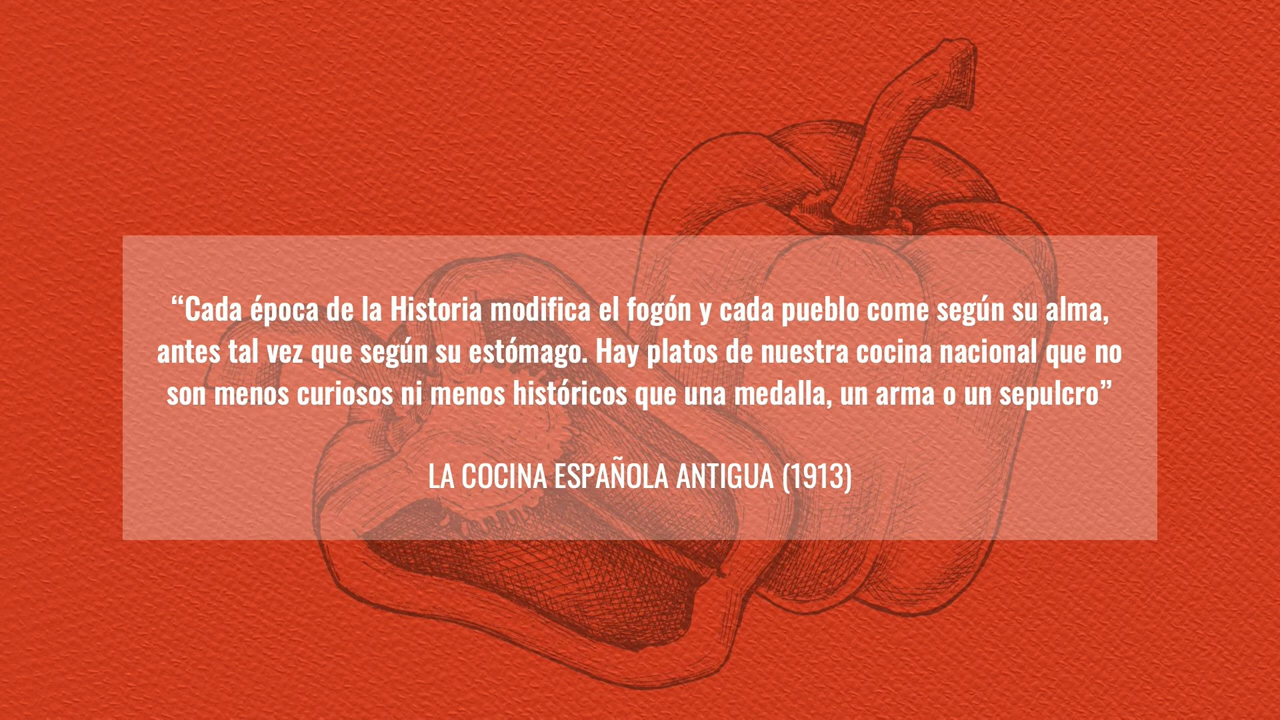 “Cada época de la Historia modifica el fogón y cada pueblo come según su alma,
antes tal vez que según su estómago. Hay platos de nuestra cocina nacional que no
son menos curiosos ni menos históricos que una medalla, un arma o un sepulcro”
LA COCINA ESPAÑOLA ANTIGUA (1913)